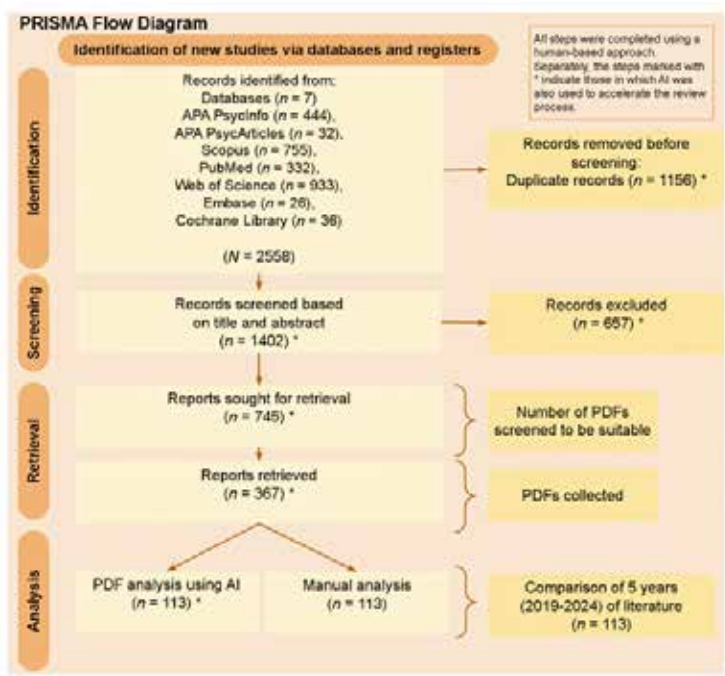 PRISMA Flow Diagram
Identification of new studies via databases and registers
All steps were completed using a
human-based approach.
Separately, the steps marked with
* indicate those in which AI was
also used to accelerate the review
process.
Identification
Records identified from:
Databases (n = 7)
APA PsycInfo (n = 444),
APA PsycArticles (n = 32),
Scopus (n = 755),
PubMed (n = 332),
Web of Science (n = 933),
Embase (n = 26),
Cochrane Library (n = 36)
(N = 2558)
Records removed before
screening:
Duplicate records (n = 1156) *
Screening
Records screened based
on title and abstract
(n = 1402) *
Records excluded
(n = 657) *
Retrieval
Reports sought for retrieval
(n = 745) *
Number of PDFs
screened to be suitable
Reports retrieved
(n = 367) *
PDFs collected
Analysis
PDF analysis using AI
(n = 113) *
Manual analysis
(n = 113)
Comparison of 5 years
(2019-2024) of literature
(n = 113)